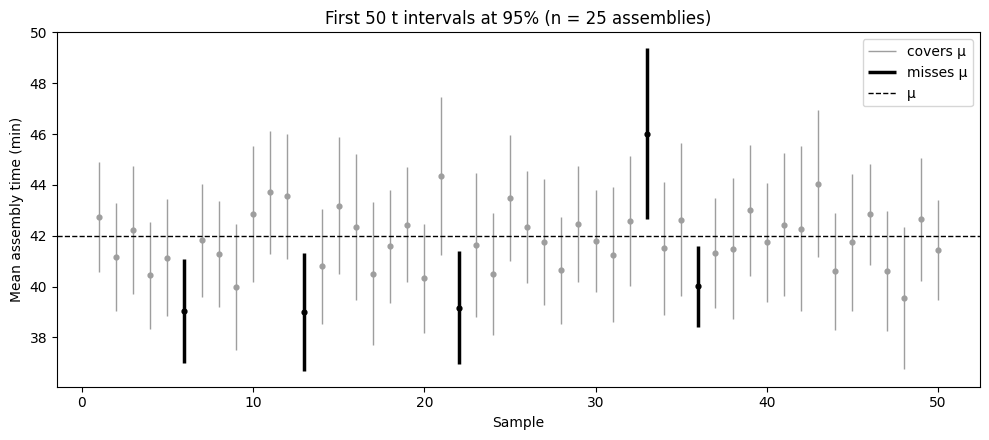 First 50 t intervals at 95% (n = 25 assemblies)
Mean assembly time (min)
50
48
46
44
42
40
38
covers μ
misses μ
μ
0
10
20
30
40
50
Sample